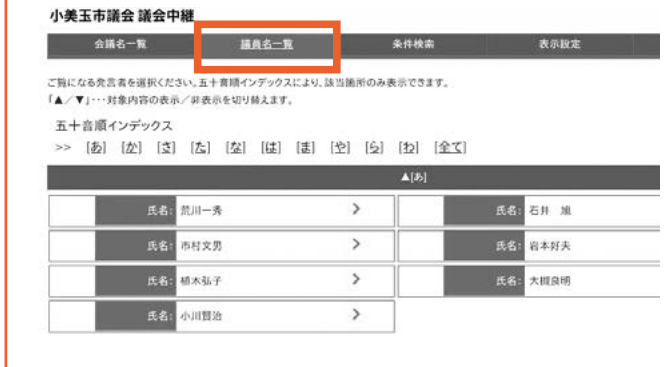 小美玉市議会 議会中継
会議名一覧 議員名一覧 条件検索 表示設定
ご覧になる発言者を選択ください。五十音順インデックスにより、該当箇所のみ表示できます。
「▲／▼」･･･対象内容の表示／非表示を切り替えます。
五十音順インデックス
>> [あ] [か] [さ] [た] [な] [は] [ま] [や] [ら] [わ] [全て]
▲[あ]
氏名: 荒川一秀 氏名: 石井 旭
氏名: 市村文男 氏名: 岩本好夫
氏名: 植木弘子 氏名: 大槻良明
氏名: 小川賢治